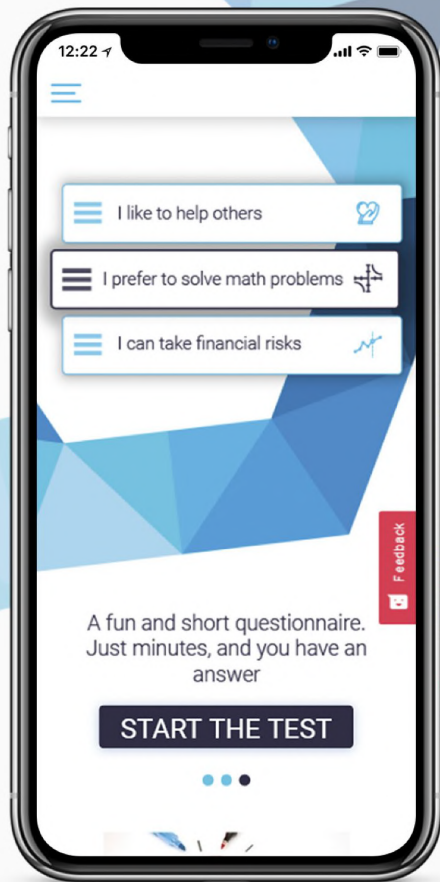 12:22
I like to help others
I prefer to solve math problems
I can take financial risks
Feedback
A fun and short questionnaire.
Just minutes, and you have an
answer
START THE TEST